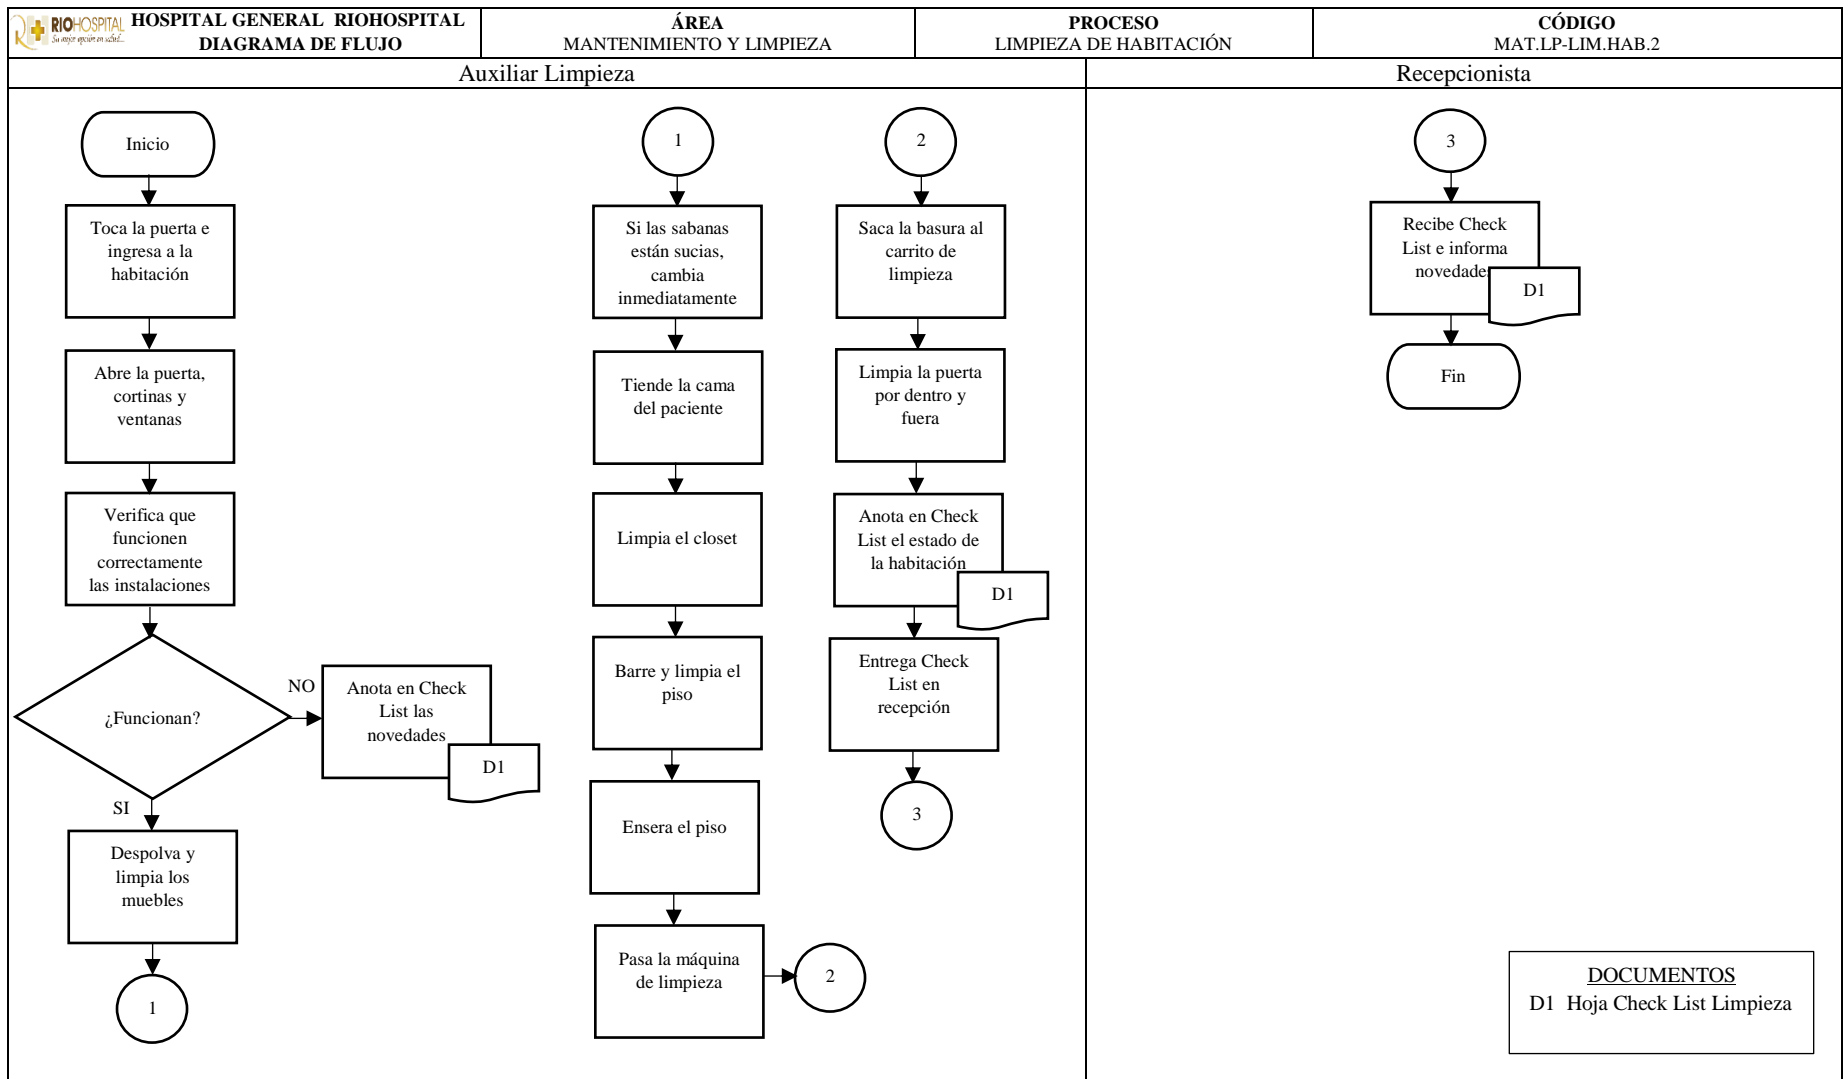 RIOHOSPITAL
Su mejor opción en salud...
HOSPITAL GENERAL RIOHOSPITAL
DIAGRAMA DE FLUJO
ÁREA
MANTENIMIENTO Y LIMPIEZA
PROCESO
LIMPIEZA DE HABITACIÓN
CÓDIGO
MAT.LP-LIM.HAB.2
Auxiliar Limpieza
Recepcionista
Inicio
Toca la puerta e
ingresa a la
habitación
Abre la puerta,
cortinas y
ventanas
Verifica que
funcionen
correctamente
las instalaciones
¿Funcionan?
NO
Anota en Check
List las
novedades
D1
SI
Despolva y
limpia los
muebles
1
1
Si las sabanas
están sucias,
cambia
inmediatamente
Tiende la cama
del paciente
Limpia el closet
Barre y limpia el
piso
Ensera el piso
Pasa la máquina
de limpieza
2
2
Saca la basura al
carrito de
limpieza
Limpia la puerta
por dentro y
fuera
Anota en Check
List el estado de
la habitación
D1
Entrega Check
List en
recepción
3
3
Recibe Check
List e informa
novedades
D1
Fin
DOCUMENTOS
D1 Hoja Check List Limpieza